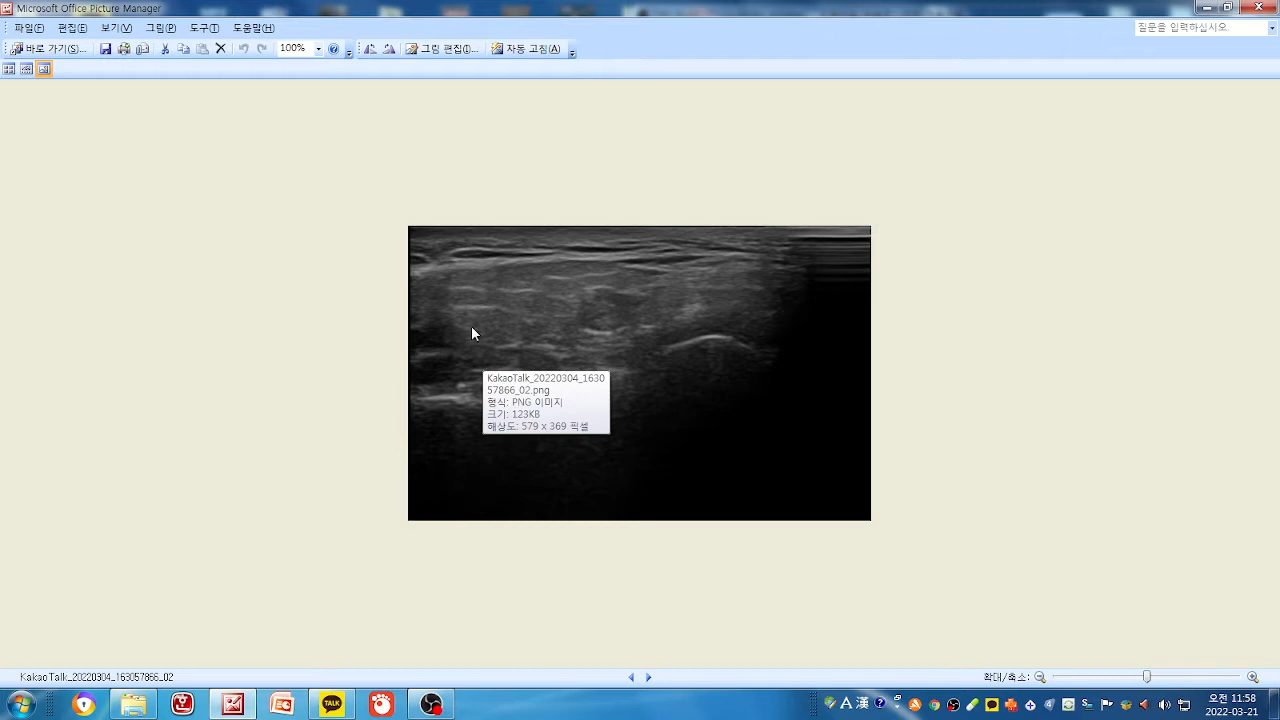 Microsoft Office Picture Manager
파일(F) 편집(E) 보기(V) 그림(P) 도구(T) 도움말(H)
질문을 입력하십시오.
바로 가기(S)... 100% 그림 편집(I)... 자동 고침(A)
KakaoTalk_20220304_1630
57866_02.png
형식: PNG 이미지
크기: 123KB
해상도: 579 x 369 픽셀
KakaoTalk_20220304_163057866_02
확대/축소:
TALK
A 漢
오전 11:58
2022-03-21